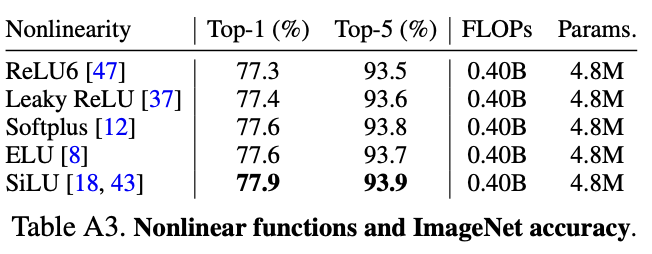 Nonlinearity Top-1 (%) Top-5 (%) FLOPs Params.
ReLU6 [47] 77.3 93.5 0.40B 4.8M
Leaky ReLU [37] 77.4 93.6 0.40B 4.8M
Softplus [12] 77.6 93.8 0.40B 4.8M
ELU [8] 77.6 93.7 0.40B 4.8M
SiLU [18, 43] 77.9 93.9 0.40B 4.8M
Table A3. Nonlinear functions and ImageNet accuracy.